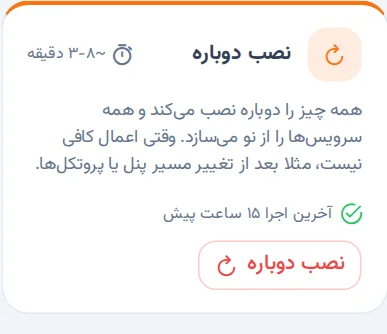 نصب دوباره
~۳-۸ دقیقه
همه چیز را دوباره نصب می‌کند و همه
سرویس‌ها را از نو می‌سازد. وقتی اعمال کافی
نیست، مثلا بعد از تغییر مسیر پنل یا پروتکل‌ها.
آخرین اجرا ۱۵ ساعت پیش
نصب دوباره